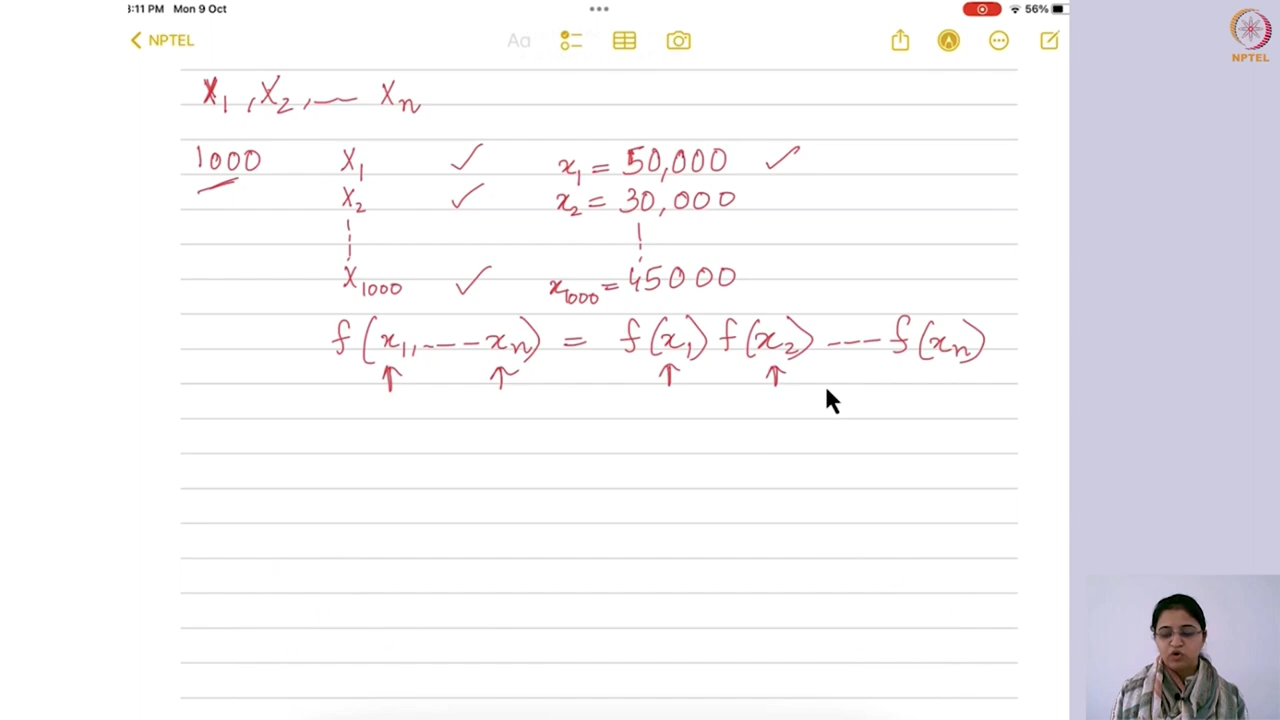 3:11 PM Mon 9 Oct
56%
NPTEL
Aa
NPTEL
X₁, X₂, ---- Xₙ
1000 X₁ ✓ x₁ = 50,000 ✓
X₂ ✓ x₂ = 30,000
X₁₀₀₀ ✓ x₁₀₀₀ = 45000
f(x₁, ---- xₙ) = f(x₁) f(x₂) ---- f(xₙ)
↑ ↑ ↑ ↑